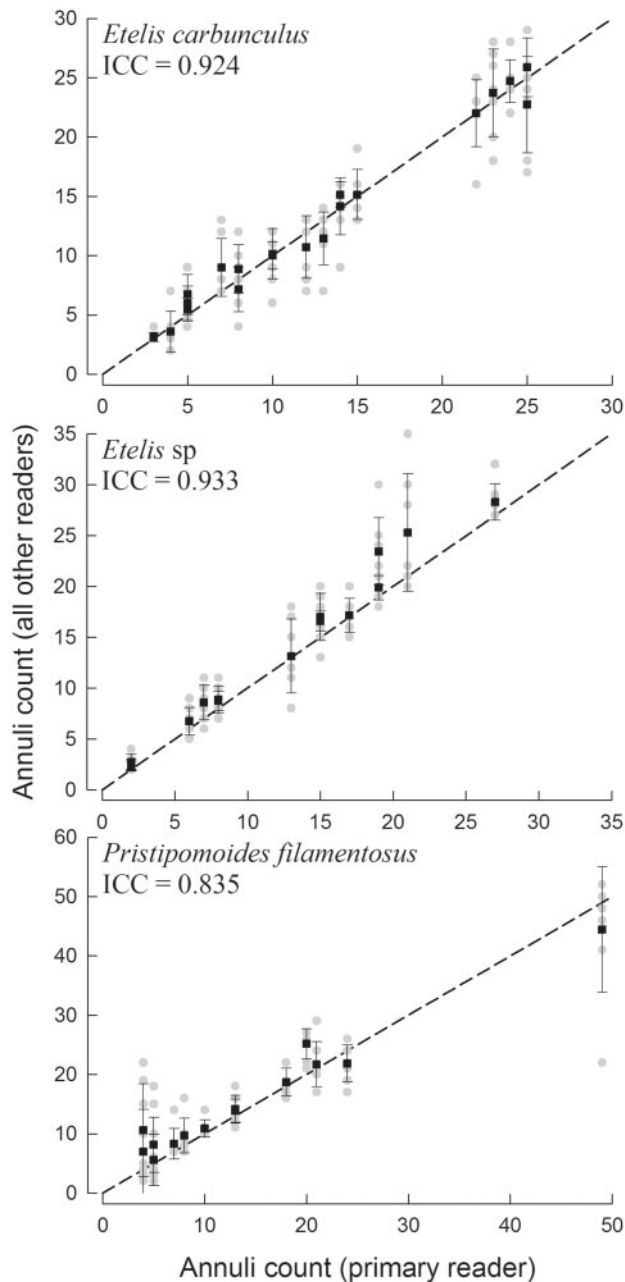 Etelis carbunculus
ICC = 0.924
30
25
20
15
10
5
0
0 5 10 15 20 25 30
Etelis sp
ICC = 0.933
35
30
25
20
15
10
5
0
0 5 10 15 20 25 30 35
Pristipomoides filamentosus
ICC = 0.835
60
50
40
30
20
10
0
0 10 20 30 40 50
Annuli count (all other readers)
Annuli count (primary reader)